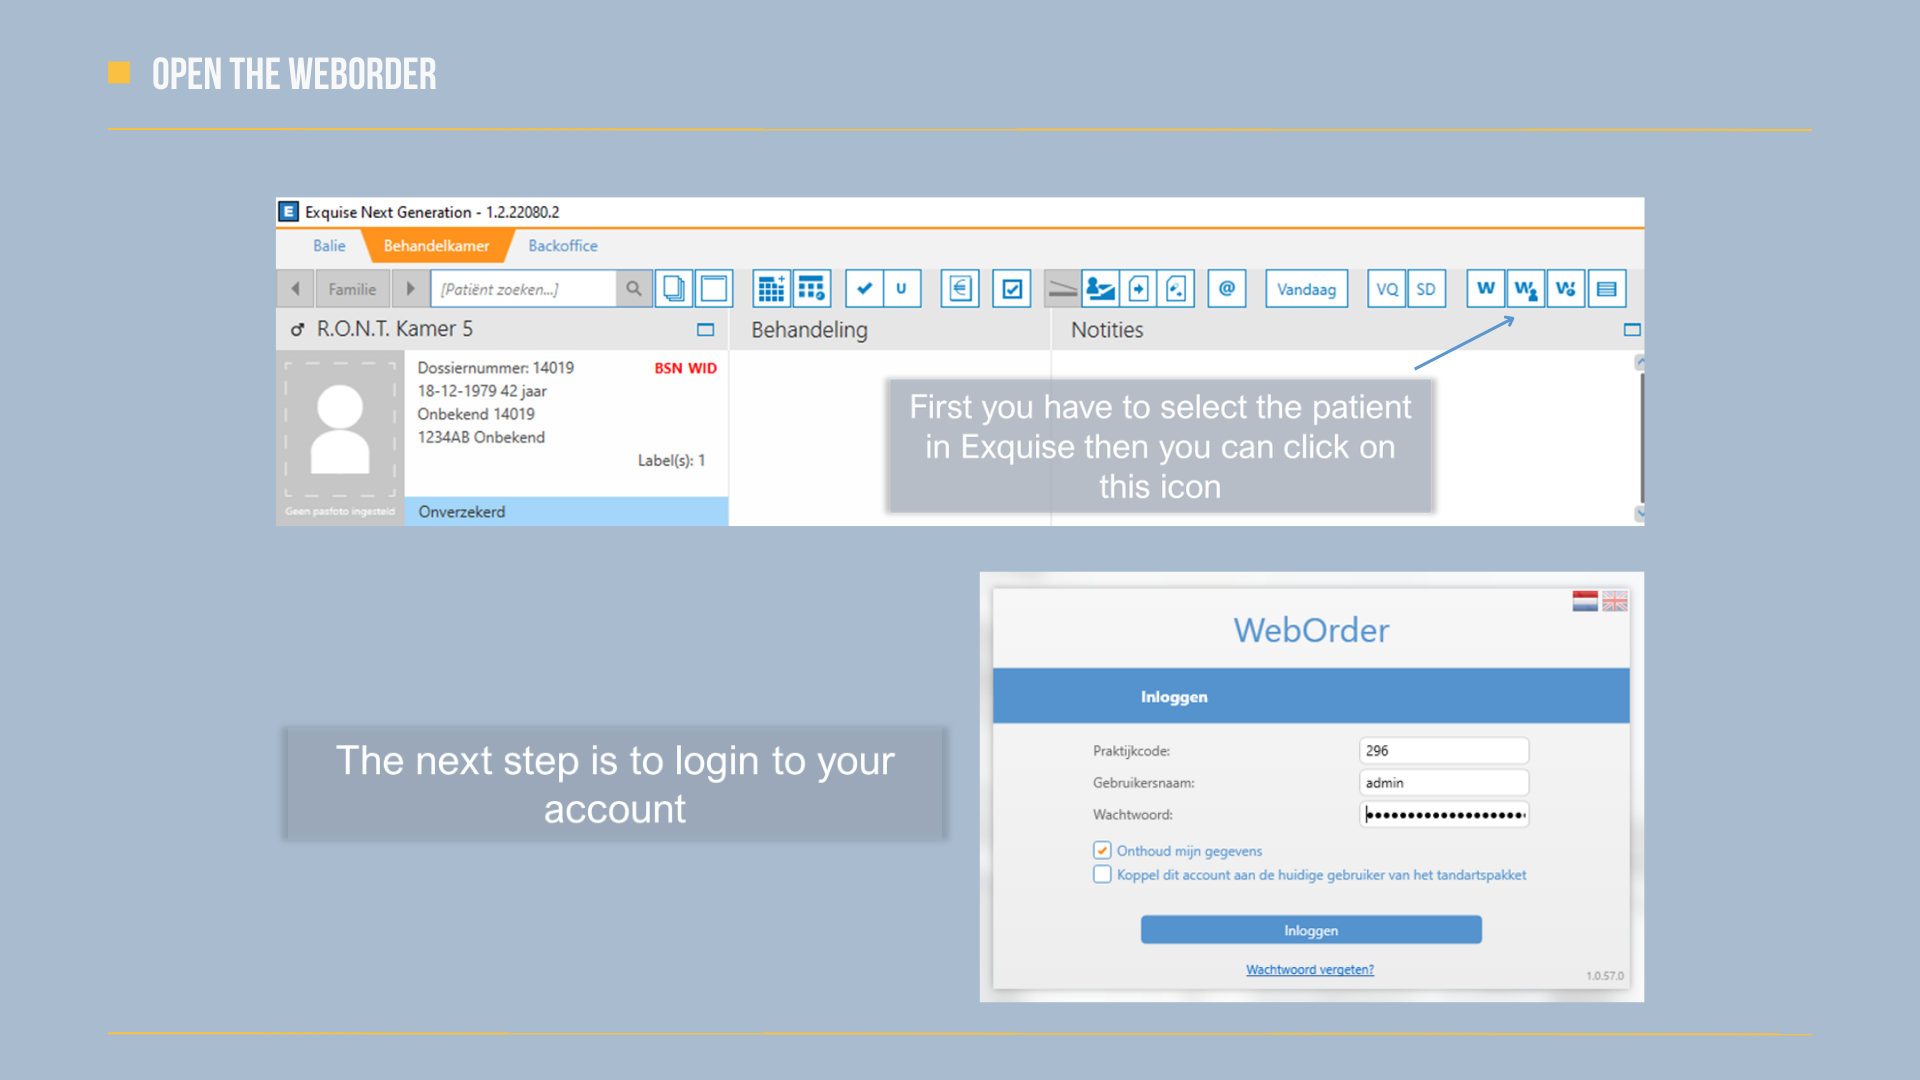 OPEN THE WEBORDER
Exquise Next Generation - 1.2.22080.2
Balie Behandelkamer Backoffice
Familie [Patiënt zoeken...] U @ Vandaag VQ SD W W W
R.O.N.T. Kamer 5 Behandeling Notities
Dossiernummer: 14019 BSN WID
18-12-1979 42 jaar
Onbekend 14019
1234AB Onbekend
Label(s): 1
Geen pasfoto ingesteld Onverzekerd
First you have to select the patient
in Exquise then you can click on
this icon
WebOrder
Inloggen
Praktijkcode: 296
Gebruikersnaam: admin
Wachtwoord:
Onthoud mijn gegevens
Koppel dit account aan de huidige gebruiker van het tandartspakket
Inloggen
Wachtwoord vergeten?
1.0.57.0
The next step is to login to your
account